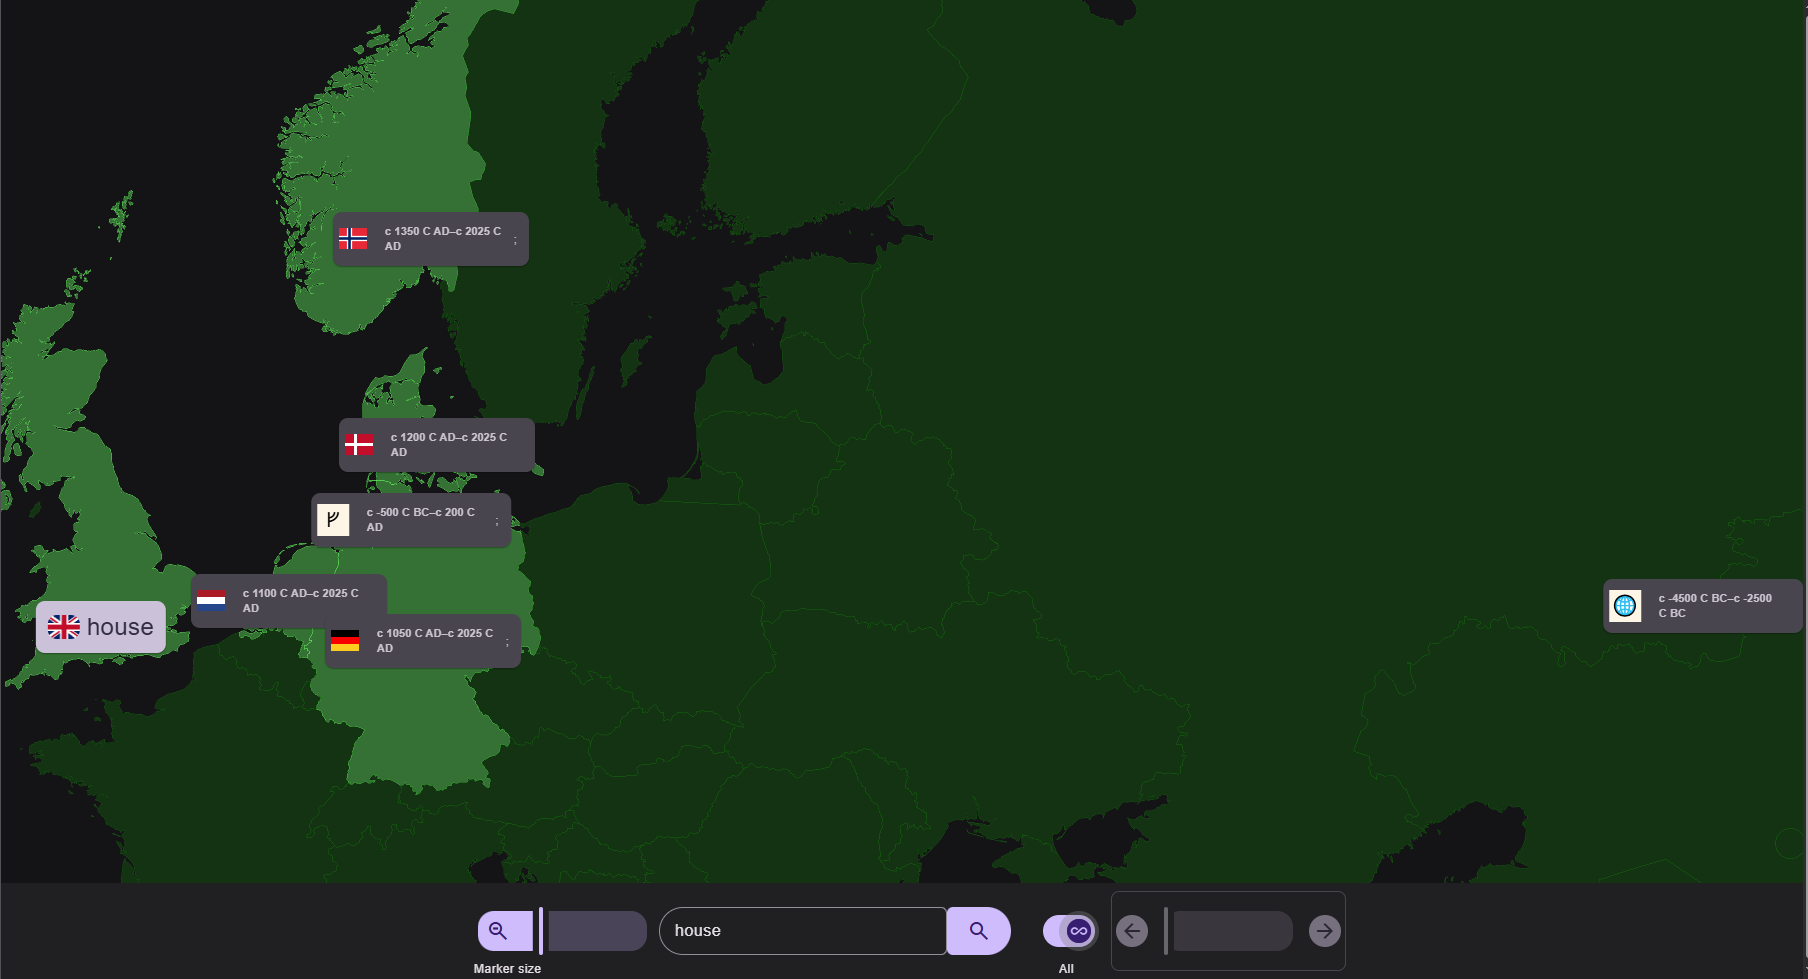 c 1350 C AD–c 2025 C
AD
;
c 1200 C AD–c 2025 C
AD
c -500 C BC–c 200 C
AD
;
c 1100 C AD–c 2025 C
AD
c -4500 C BC–c -2500
C BC
house
c 1050 C AD–c 2025 C
AD
;
house
Marker size
All